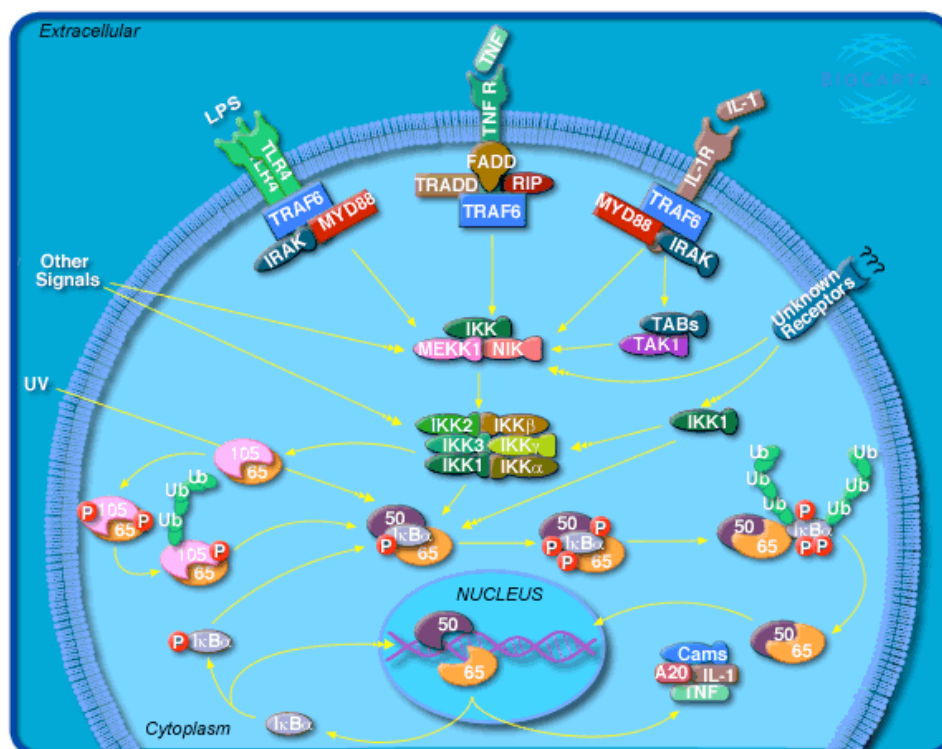 Extracellular
BIOCARTA
TNF
TNF R
LPS
TLR4
TLR4
IL-1
IL-1R
FADD
TRADD
RIP
TRAF6
TRAF6
MYD88
IRAK
MYD88
TRAF6
IRAK
Other
Signals
Unknown
Receptors
???
IKK
MEKK1
NIK
TABs
TAK1
UV
IKK2
IKKβ
IKK3
IKKγ
IKK1
IKKα
IKK1
105
65
Ub
Ub
Ub
P
105
P
65
105
P
65
50
IκBα
P
65
50
P
IκBα
P
65
P
Ub
Ub
Ub
Ub
Ub
Ub
50
65
P
IκBα
P
P
NUCLEUS
50
65
50
65
P
IκBα
Cams
A20
IL-1
TNF
Cytoplasm
IκBα